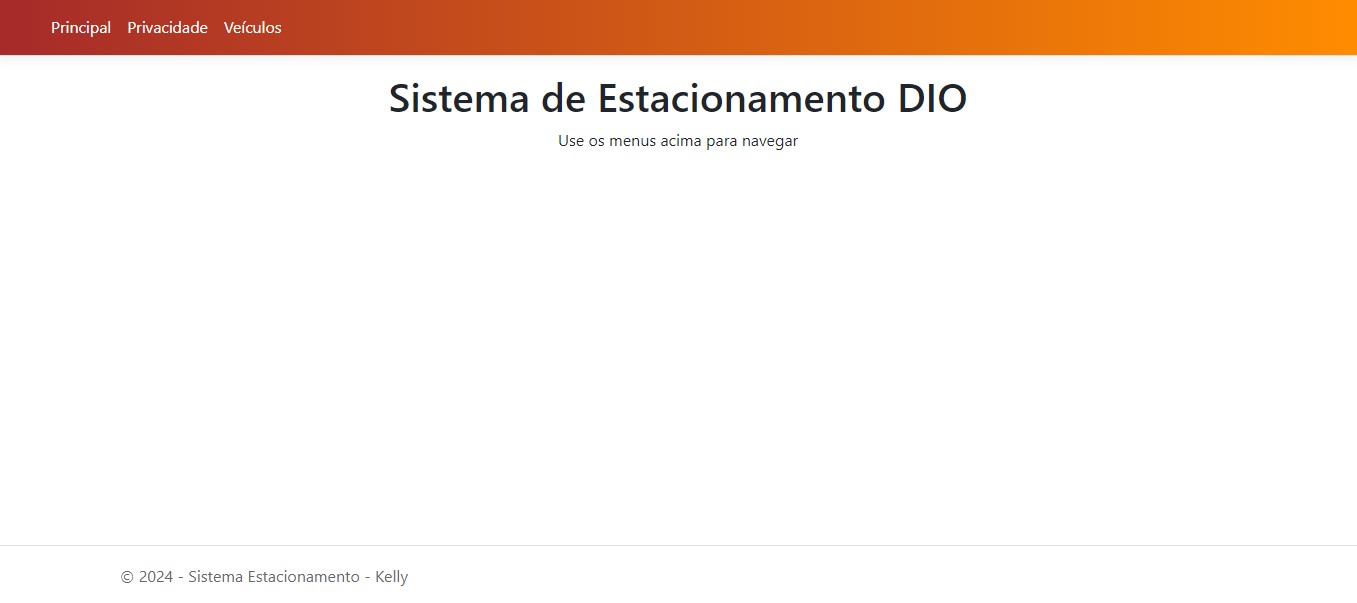 Principal Privacidade Veículos
Sistema de Estacionamento DIO
Use os menus acima para navegar
© 2024 - Sistema Estacionamento - Kelly